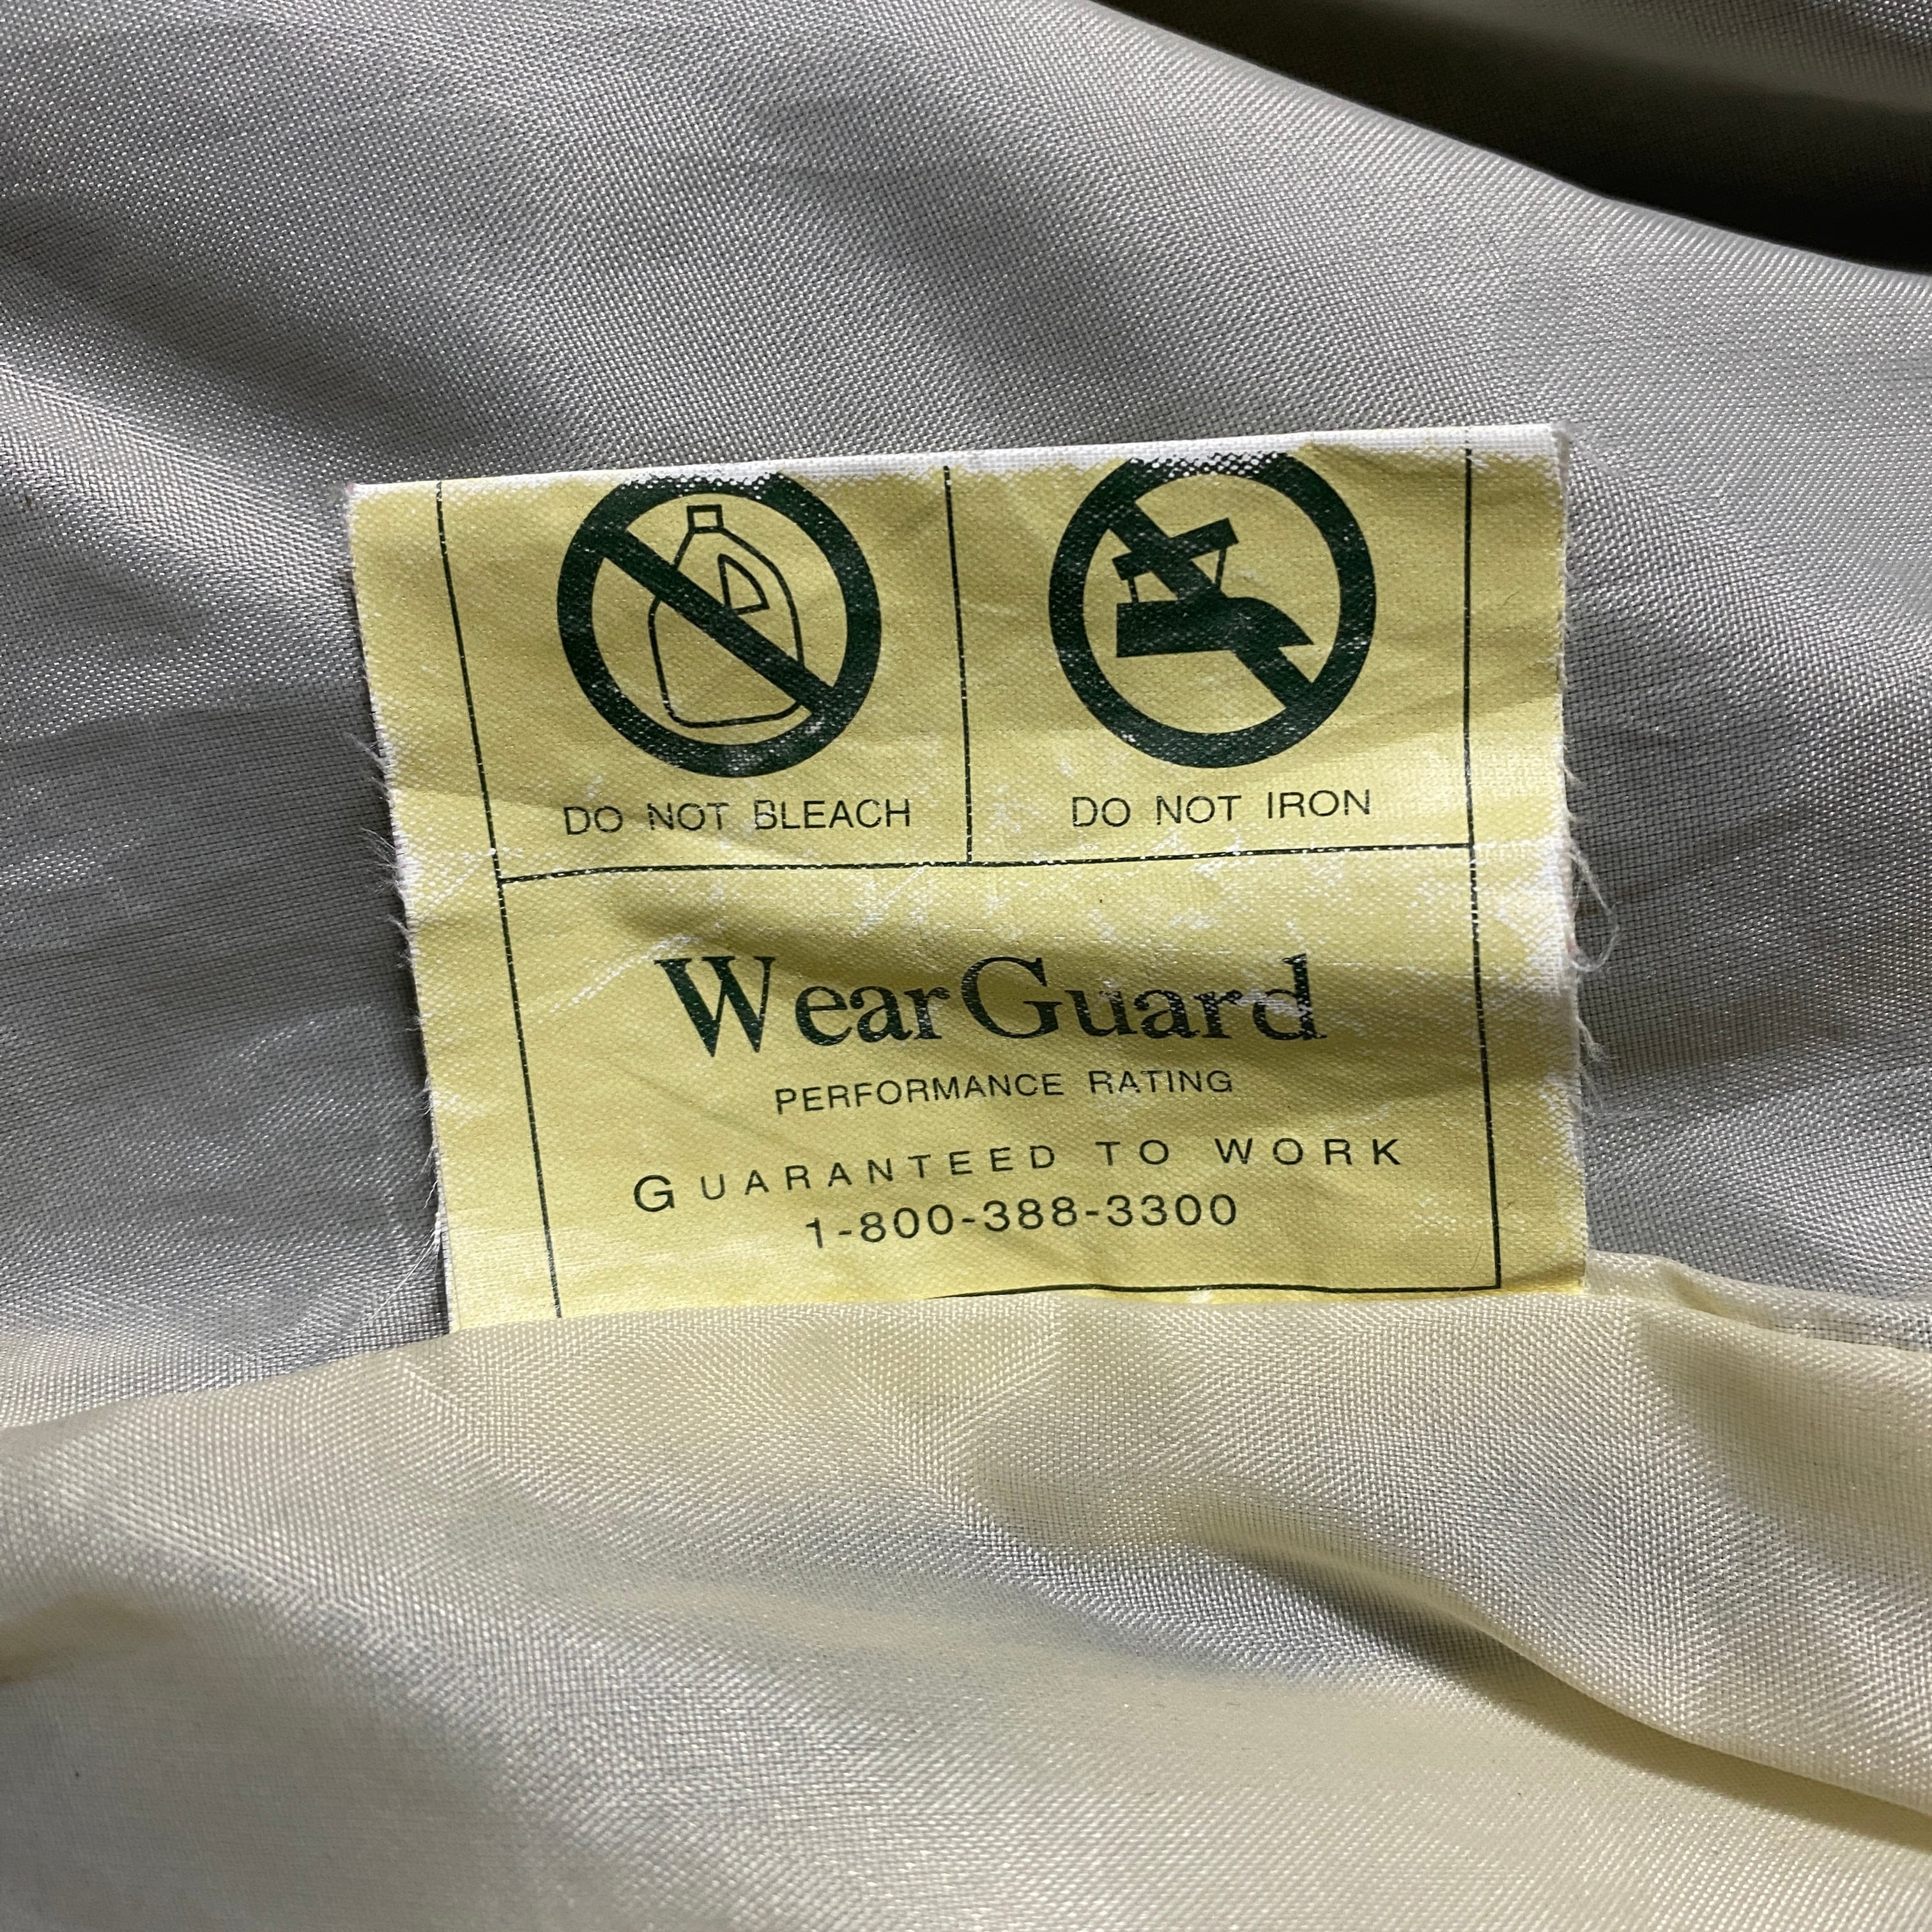 DO NOT BLEACH
DO NOT IRON
WearGuard
PERFORMANCE RATING
GUARANTEED TO WORK
1-800-388-3300